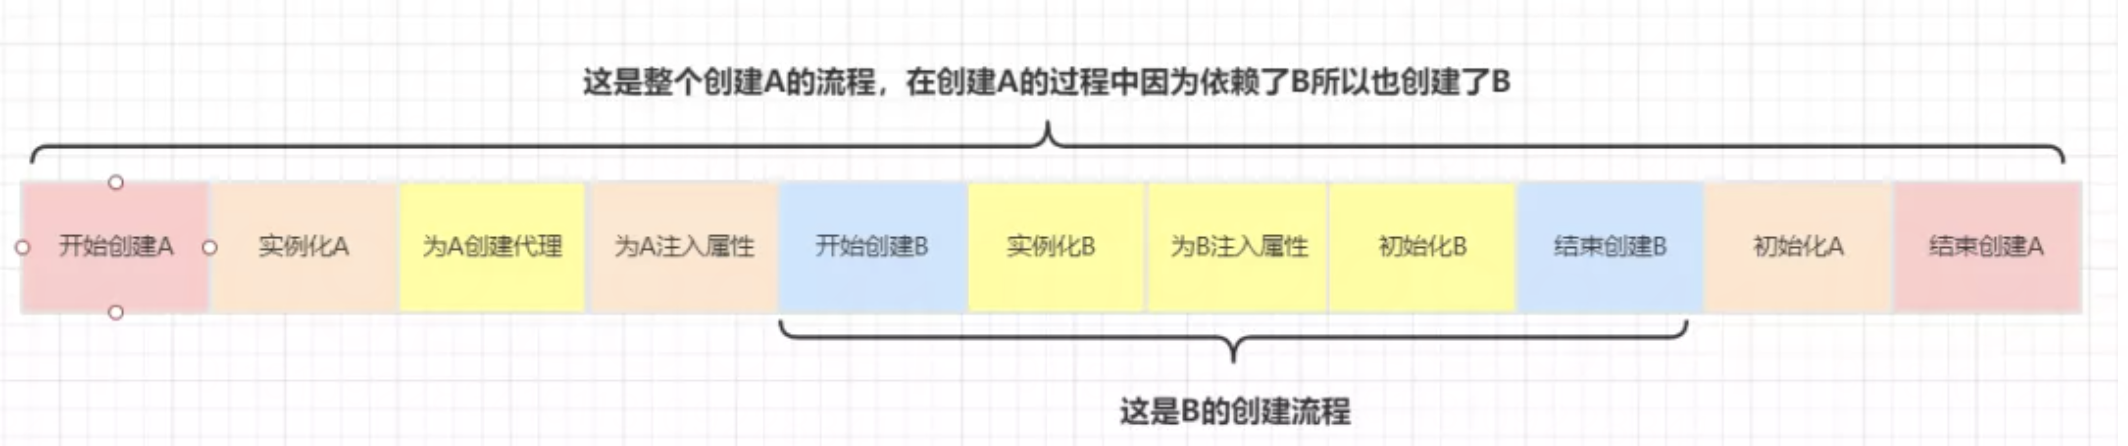 这是整个创建A的流程，在创建A的过程中因为依赖了B所以也创建了B
开始创建A
实例化A
为A创建代理
为A注入属性
开始创建B
实例化B
为B注入属性
初始化B
结束创建B
初始化A
结束创建A
这是B的创建流程